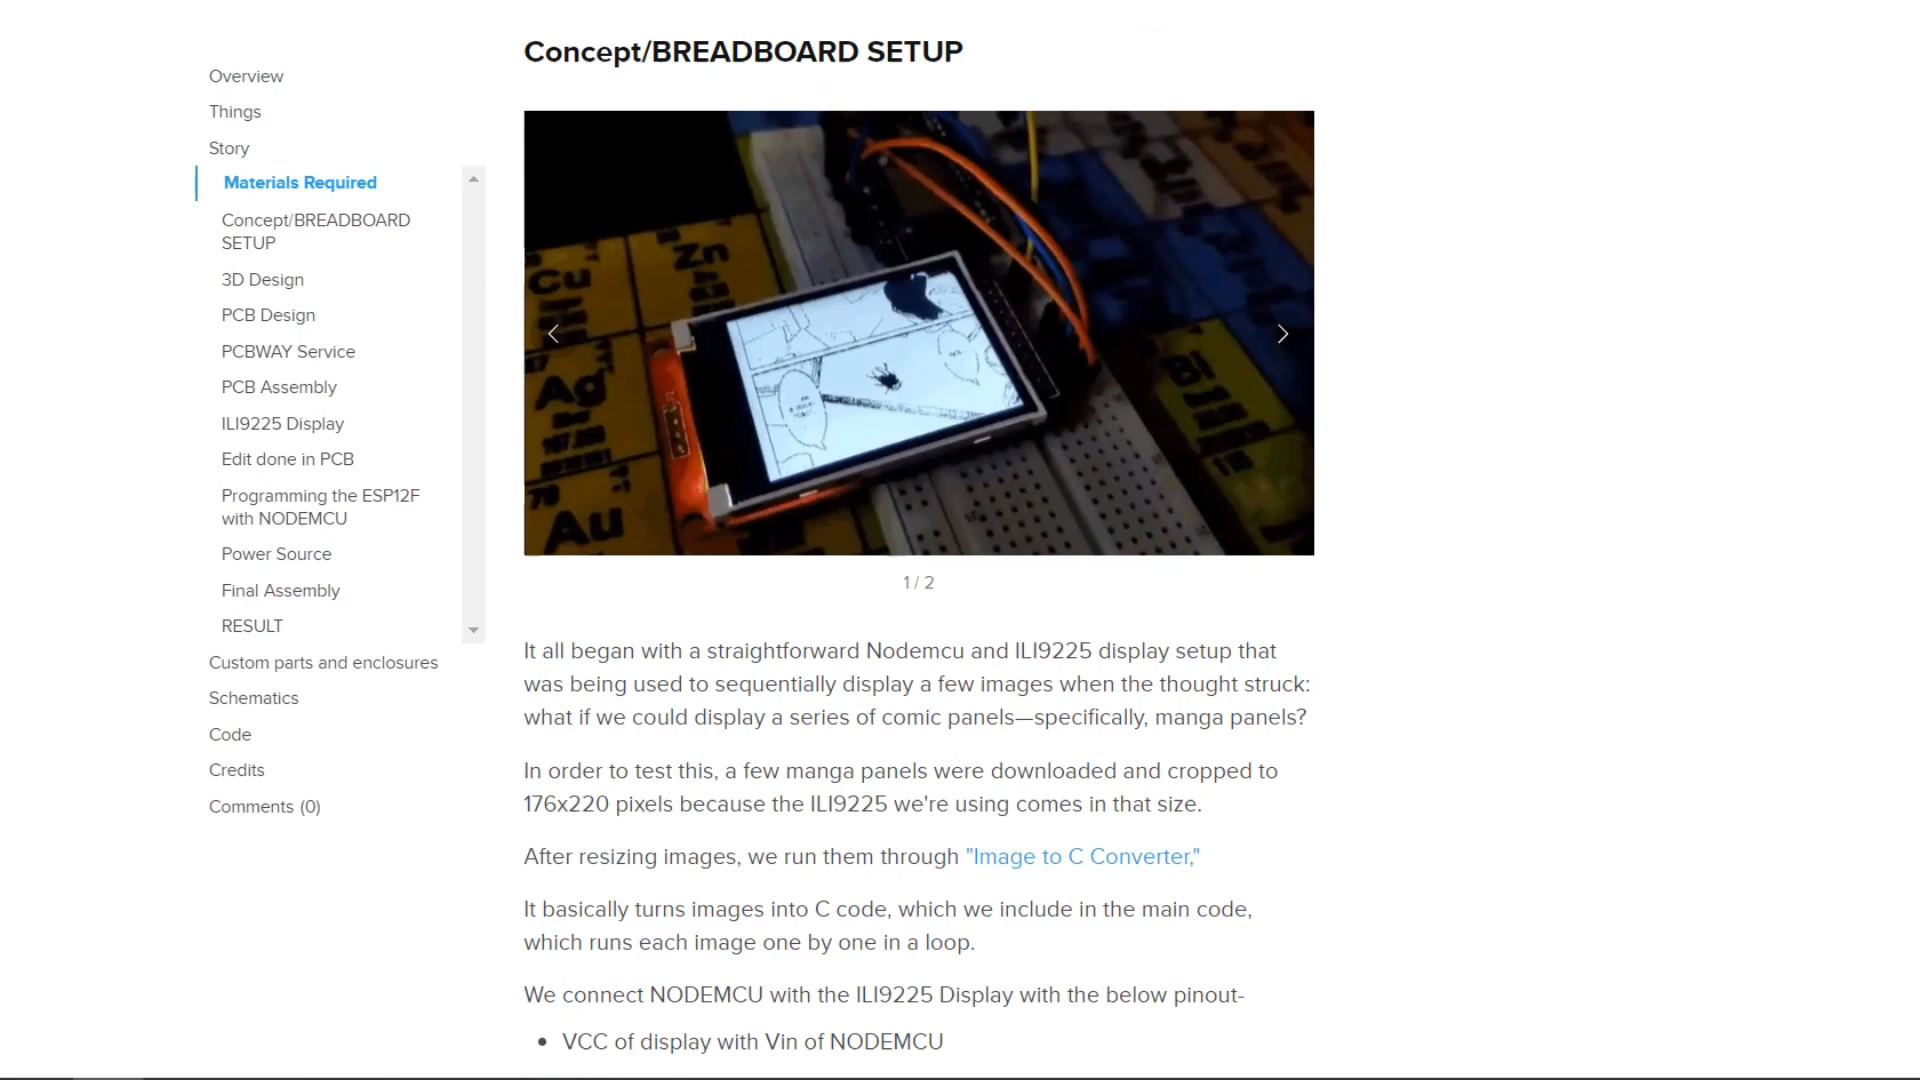 Concept/BREADBOARD SETUP
Overview
Things
Story
Materials Required
Concept/BREADBOARD
SETUP
3D Design
PCB Design
PCBWAY Service
PCB Assembly
ILI9225 Display
Edit done in PCB
Programming the ESP12F
with NODEMCU
Power Source
Final Assembly
RESULT
Custom parts and enclosures
Schematics
Code
Credits
Comments (0)
Cu
Zn
Ag
79
Au
Bi
1 / 2
It all began with a straightforward Nodemcu and ILI9225 display setup that
was being used to sequentially display a few images when the thought struck:
what if we could display a series of comic panels—specifically, manga panels?
In order to test this, a few manga panels were downloaded and cropped to
176x220 pixels because the ILI9225 we're using comes in that size.
After resizing images, we run them through "Image to C Converter,"
It basically turns images into C code, which we include in the main code,
which runs each image one by one in a loop.
We connect NODEMCU with the ILI9225 Display with the below pinout-
• VCC of display with Vin of NODEMCU